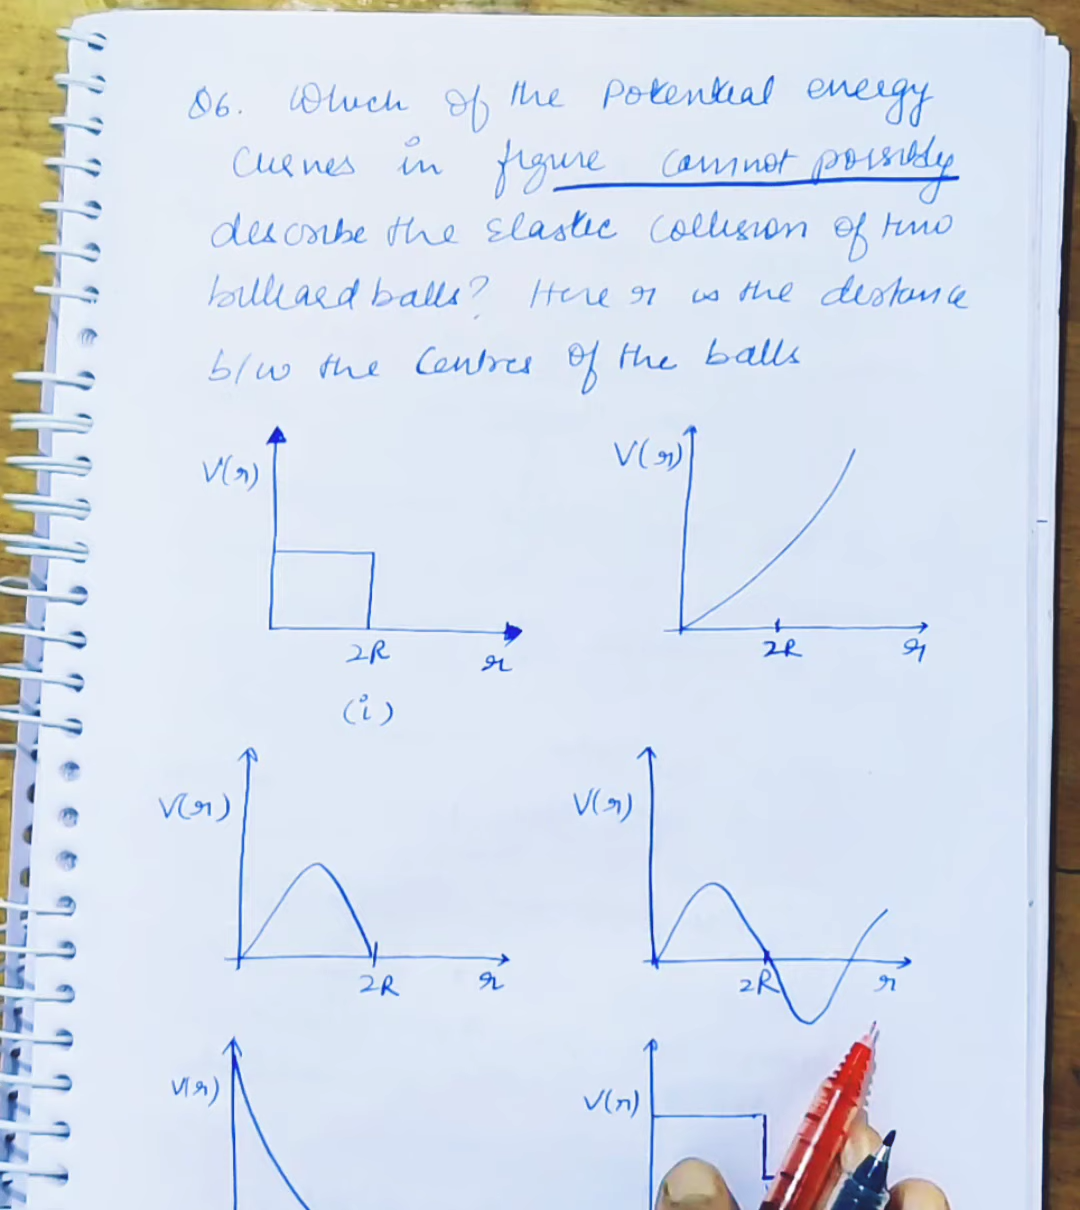 Q6. Which of the Potential energy
curves in figure cannot possibly
describe the elastic collision of two
billiard balls? Here r is the distance
b/w the Centres of the balls
V(r)
V(r)
2R
r
2R
r
(i)
V(r)
V(r)
2R
r
2R
r
V(r)
V(r)